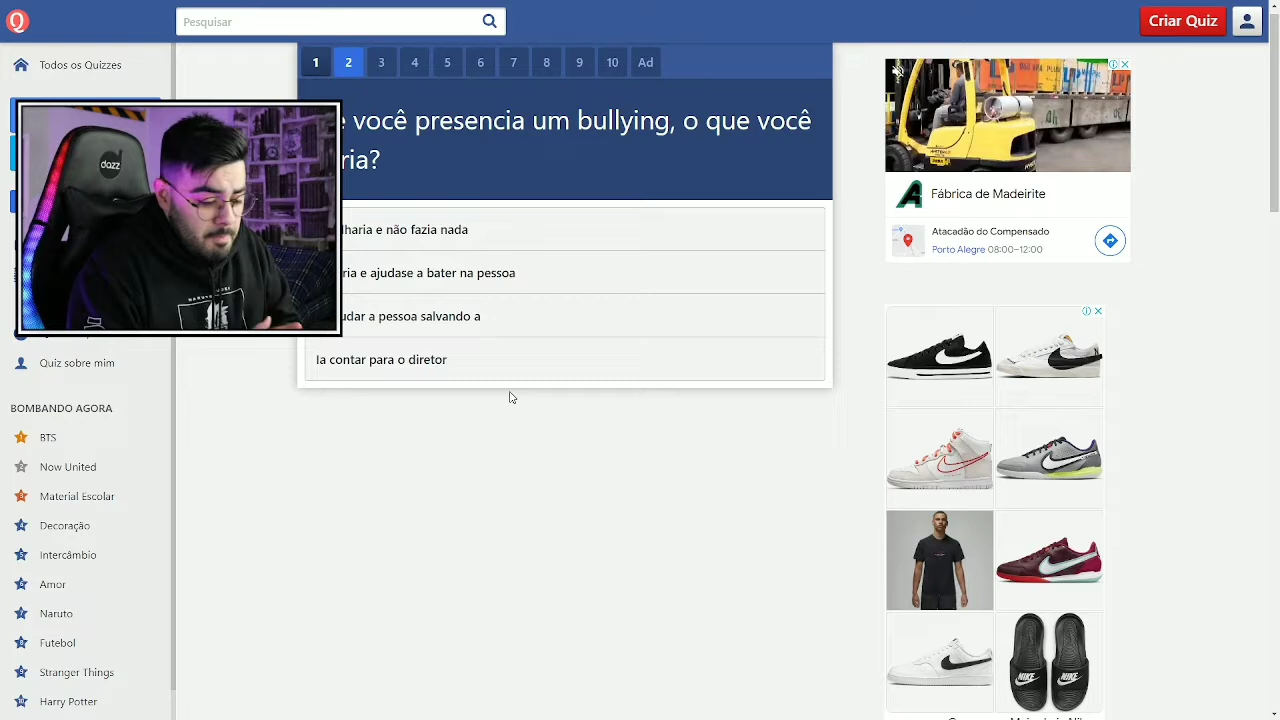 Q
Pesquisar
Criar Quiz
Todos os Quizzes
1 2 3 4 5 6 7 8 9 10 Ad
você presencia um bullying, o que você
ria?
lharia e não fazia nada
ria e ajudase a bater na pessoa
udar a pessoa salvando a
Ia contar para o diretor
dazz
Quiz sobre mim
BOMBANDO AGORA
BTS
Now United
Material Escolar
Decoração
Intercâmbio
Amor
Naruto
Futebol
Stranger Things
Harry Potter
Fábrica de Madeirite
Atacadão do Compensado
Porto Alegre 08:00–12:00
NIKE NIKE